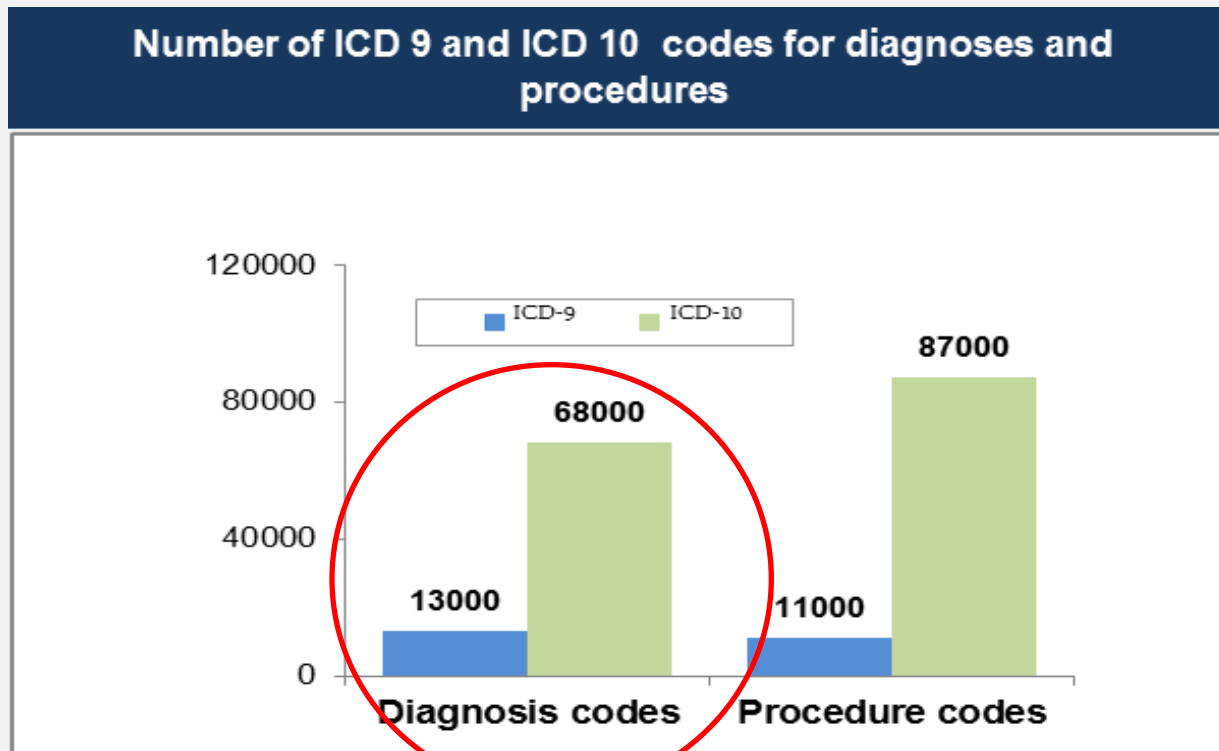 Number of ICD 9 and ICD 10 codes for diagnoses and
procedures
120000
ICD-9 ICD-10
87000
80000
68000
40000
13000
11000
0
Diagnosis codes Procedure codes